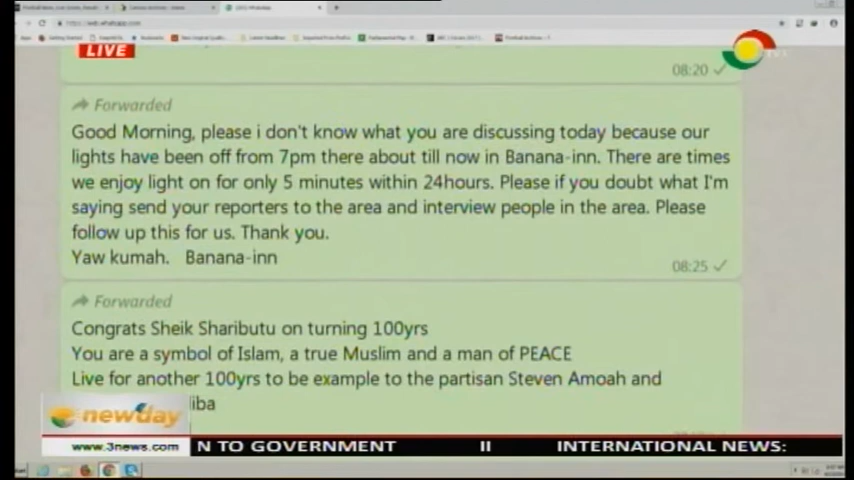 LIVE
08:20
Forwarded
Good Morning, please i don't know what you are discussing today because our
lights have been off from 7pm there about till now in Banana-inn. There are times
we enjoy light on for only 5 minutes within 24hours. Please if you doubt what I'm
saying send your reporters to the area and interview people in the area. Please
follow up this for us. Thank you.
Yaw kumah. Banana-inn
08:25
Forwarded
Congrats Sheik Shaributu on turning 100yrs
You are a symbol of Islam, a true Muslim and a man of PEACE
Live for another 100yrs to be example to the partisan Steven Amoah and
iba
newday
www.3news.com
N TO GOVERNMENT II INTERNATIONAL NEWS: